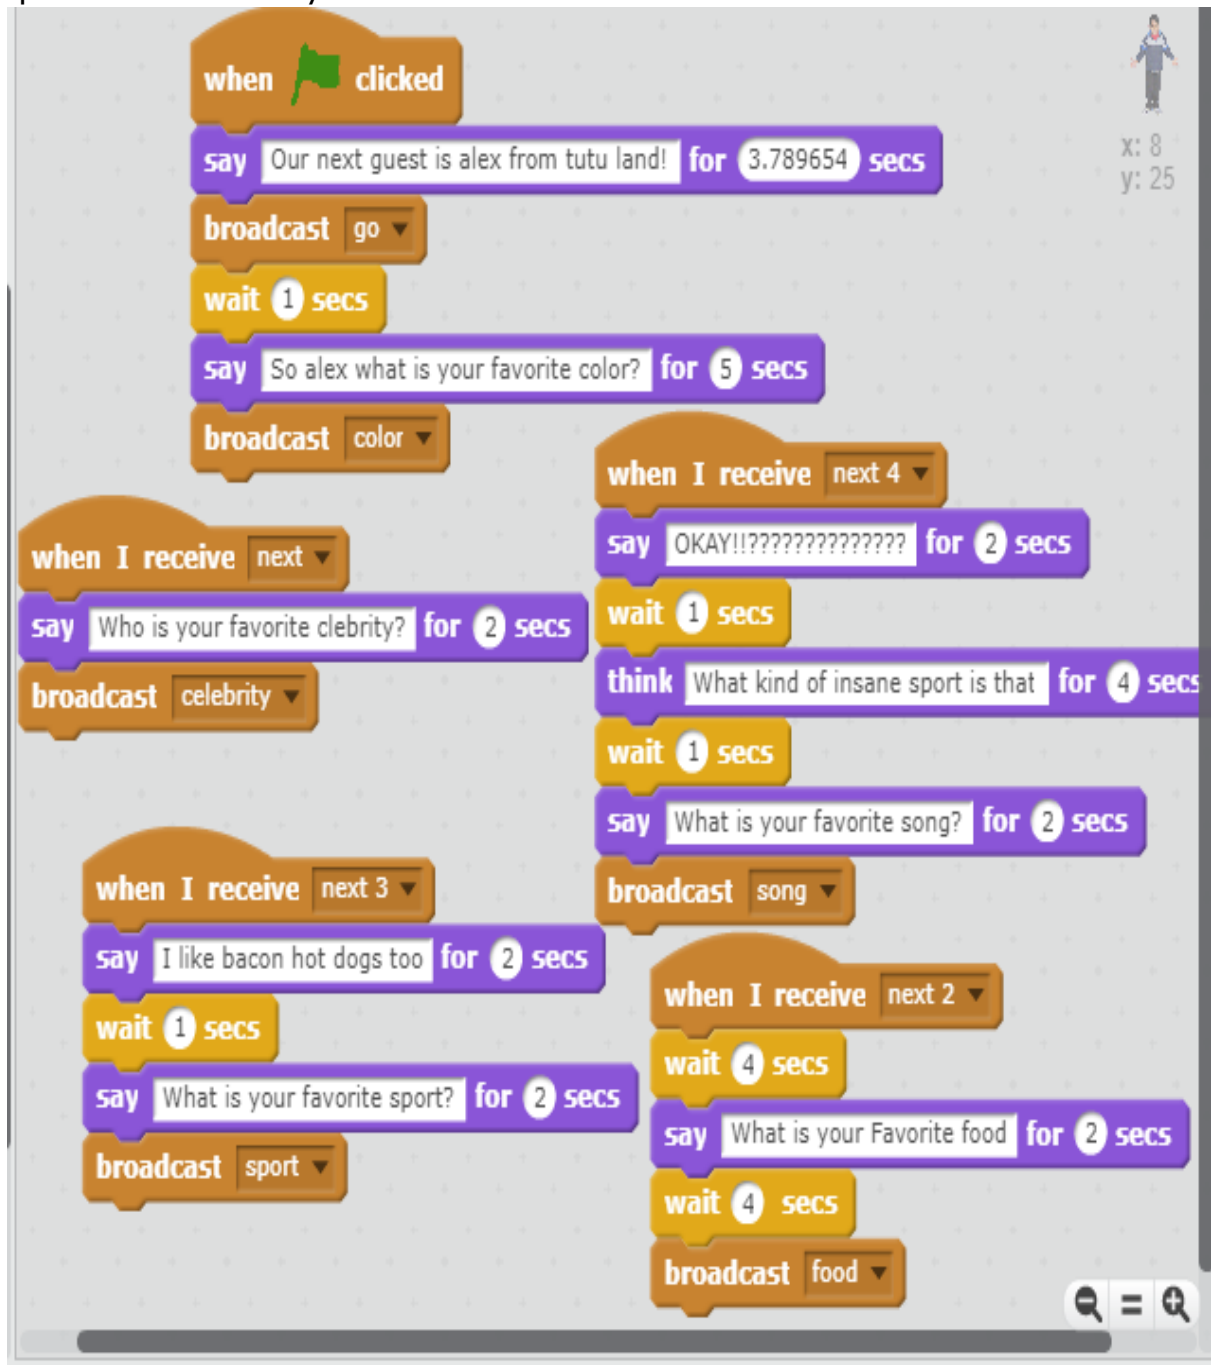 when clicked
say Our next guest is alex from tutu land! for 3.789654 secs
broadcast go
wait 1 secs
say So alex what is your favorite color? for 5 secs
broadcast color
x: 8
y: 25
when I receive next
say Who is your favorite clebrity? for 2 secs
broadcast celebrity
when I receive next 4
say OKAY!!?????????????? for 2 secs
wait 1 secs
think What kind of insane sport is that for 4 secs
wait 1 secs
say What is your favorite song? for 2 secs
broadcast song
when I receive next 3
say I like bacon hot dogs too for 2 secs
wait 1 secs
say What is your favorite sport? for 2 secs
broadcast sport
when I receive next 2
wait 4 secs
say What is your Favorite food for 2 secs
wait 4 secs
broadcast food